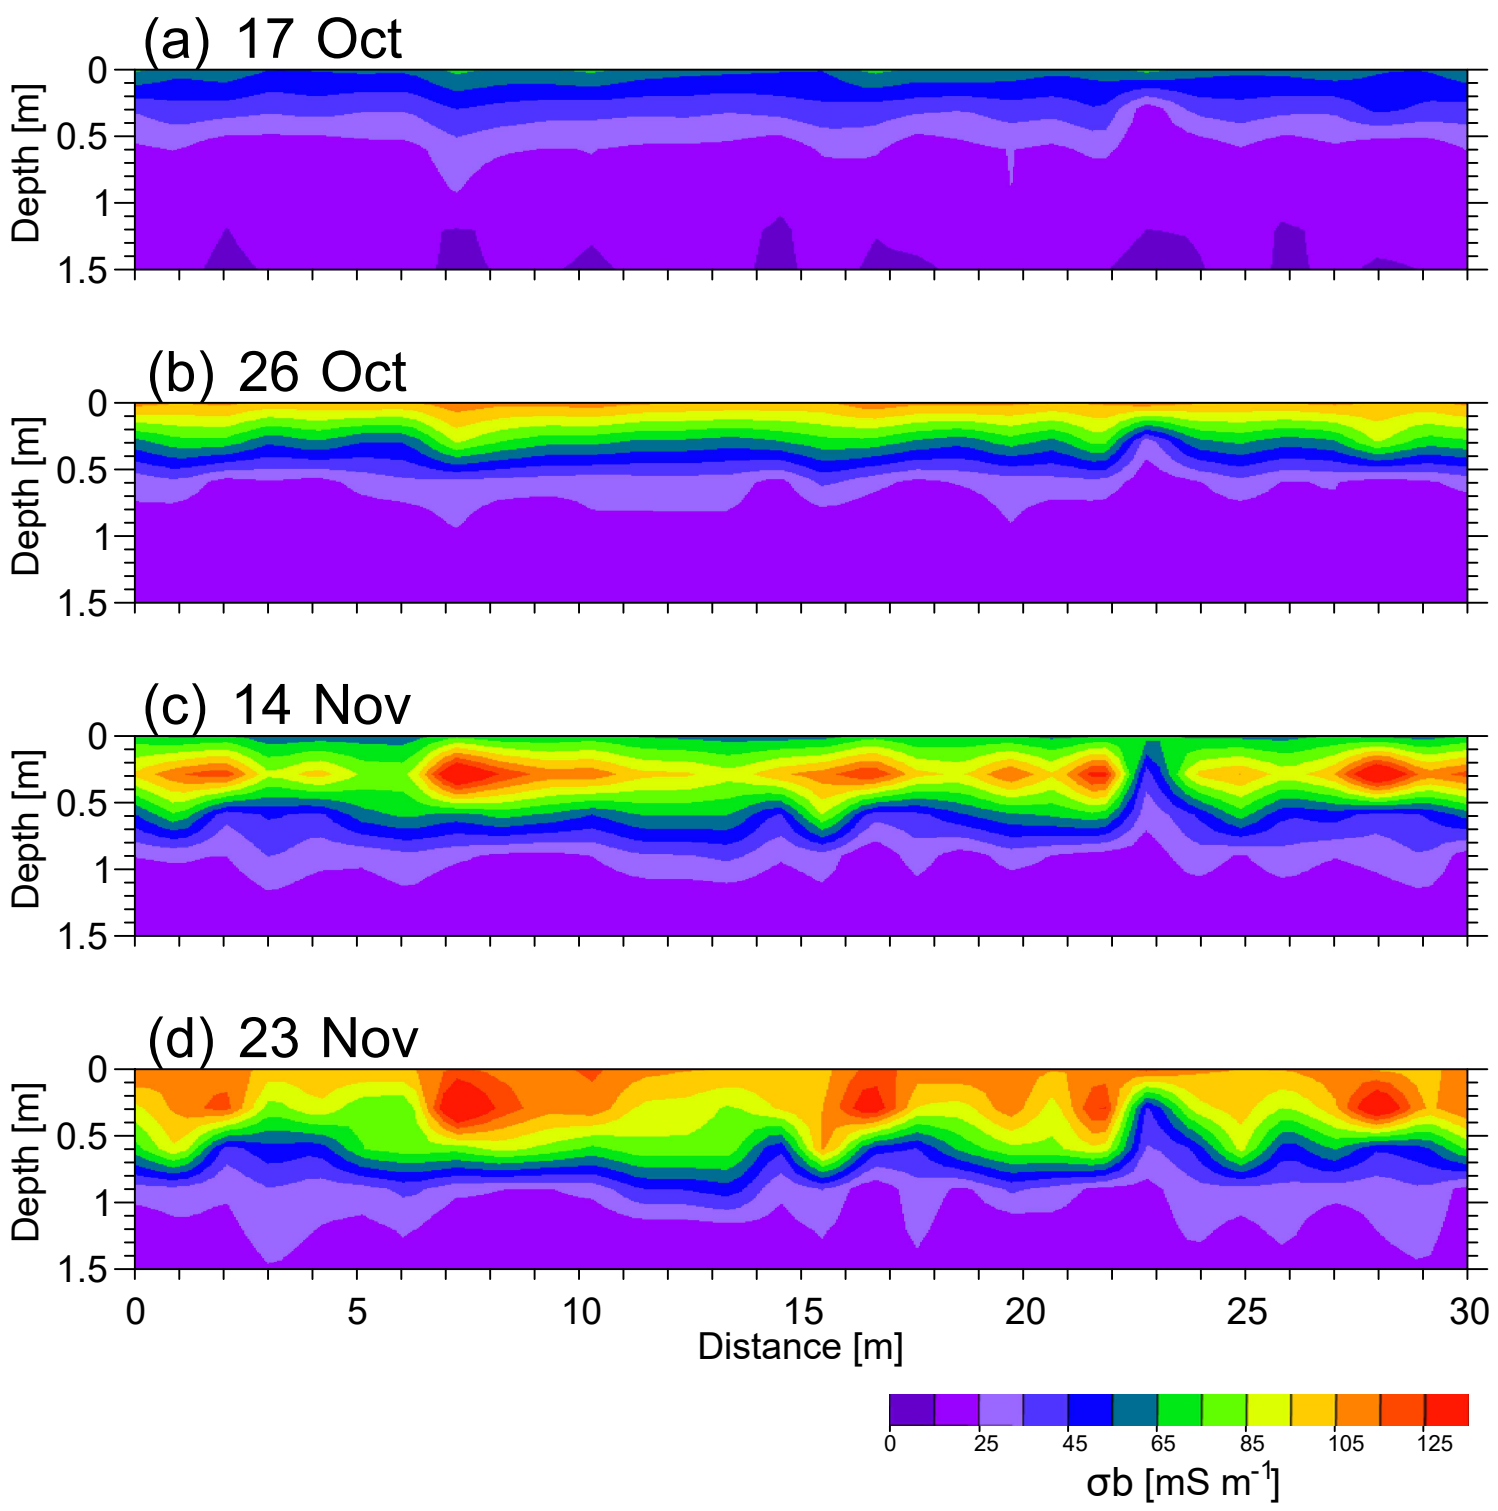 (a) 17 Oct
0
0.5
1
1.5
Depth [m]
(b) 26 Oct
0
0.5
1
1.5
Depth [m]
(c) 14 Nov
0
0.5
1
1.5
Depth [m]
(d) 23 Nov
0
0.5
1
1.5
Depth [m]
0 5 10 15 20 25 30
Distance [m]
0 25 45 65 85 105 125
σb [mS m⁻¹]